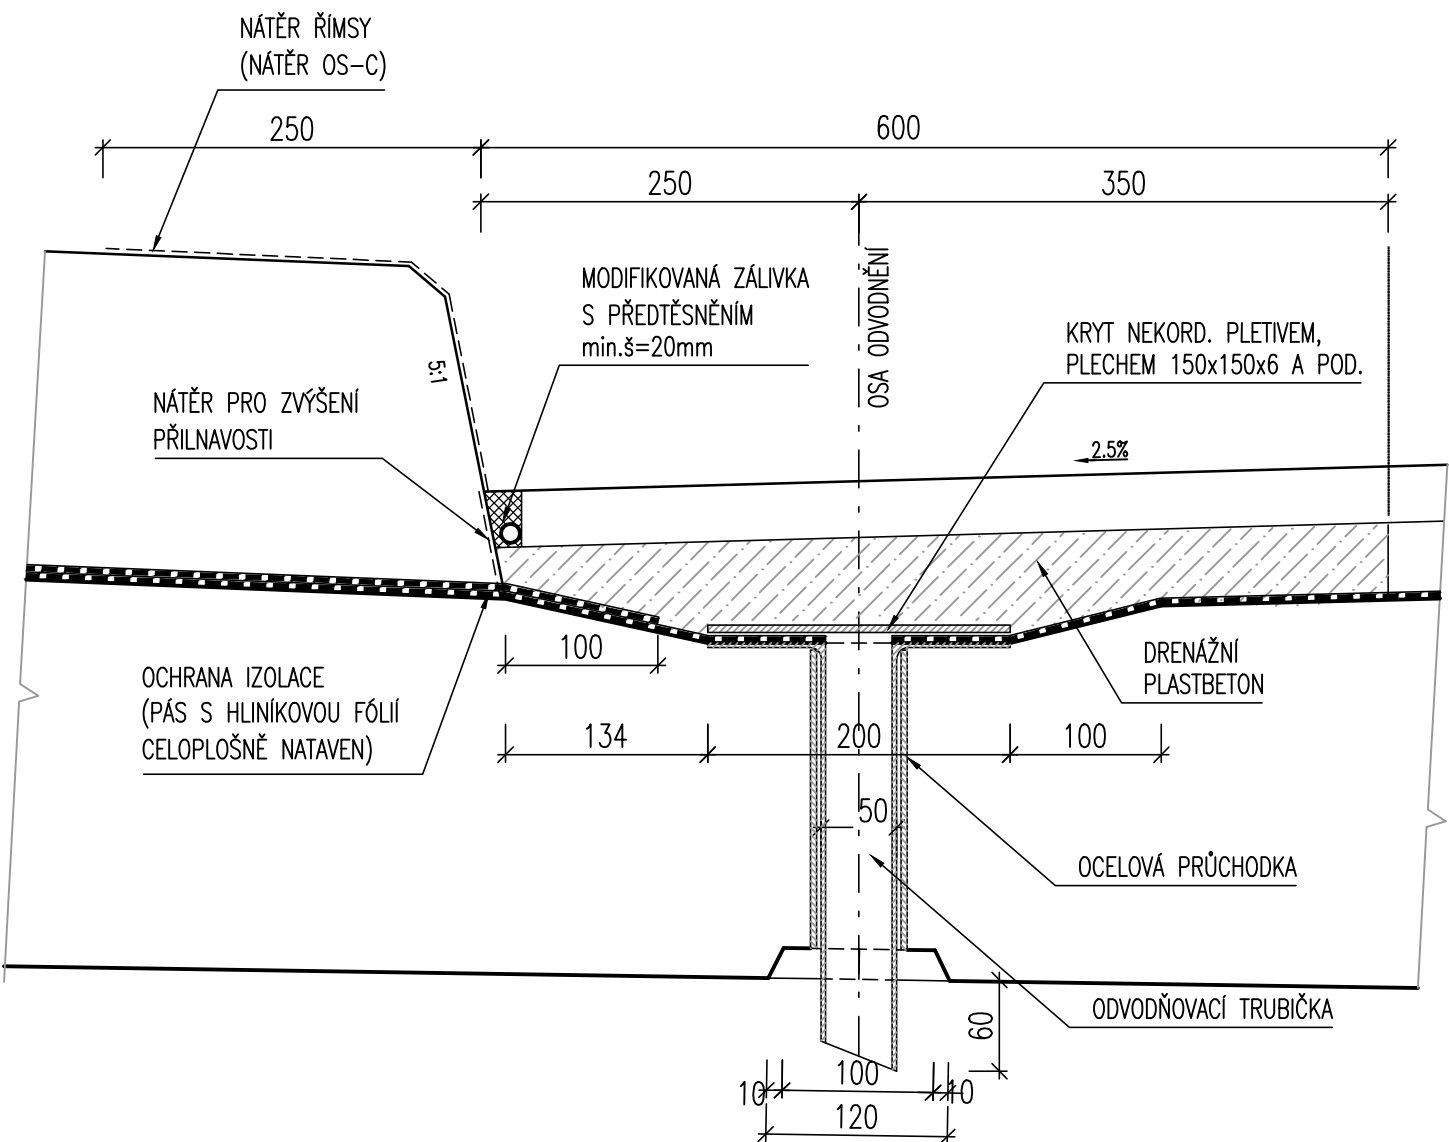 NÁTĚR ŘÍMSY
(NÁTĚR OS-C)
250
600
250
350
MODIFIKOVANÁ ZÁLIVKA
S PŘEDTĚSNĚNÍM
min.š=20mm
OSA ODVODNĚNÍ
KRYT NEKORD. PLETIVEM,
PLECHEM 150x150x6 A POD.
5:1
NÁTĚR PRO ZVÝŠENÍ
PŘILNAVOSTI
2.5%
100
DRENÁŽNÍ
PLASTBETON
OCHRANA IZOLACE
(PÁS S HLINÍKOVOU FÓLIÍ
CELOPLOŠNĚ NATAVEN)
134
200
100
50
OCELOVÁ PRŮCHODKA
ODVODŇOVACÍ TRUBIČKA
60
10
100
10
120